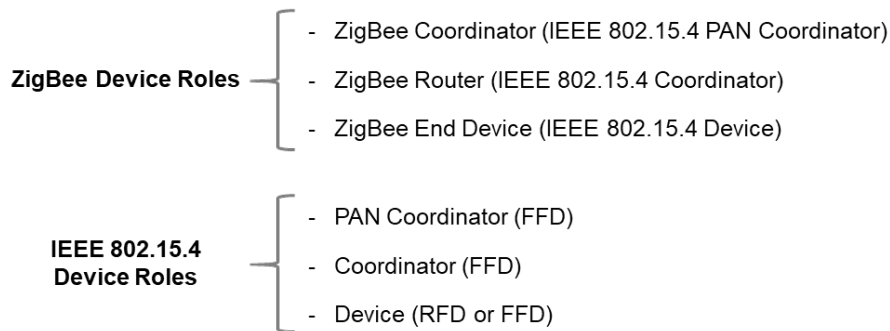 ZigBee Device Roles
- ZigBee Coordinator (IEEE 802.15.4 PAN Coordinator)
- ZigBee Router (IEEE 802.15.4 Coordinator)
- ZigBee End Device (IEEE 802.15.4 Device)
IEEE 802.15.4
Device Roles
- PAN Coordinator (FFD)
- Coordinator (FFD)
- Device (RFD or FFD)